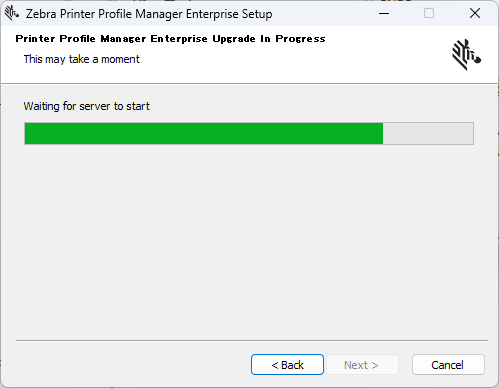 Zebra Printer Profile Manager Enterprise Setup
Printer Profile Manager Enterprise Upgrade In Progress
This may take a moment
Waiting for server to start
< Back
Next >
Cancel